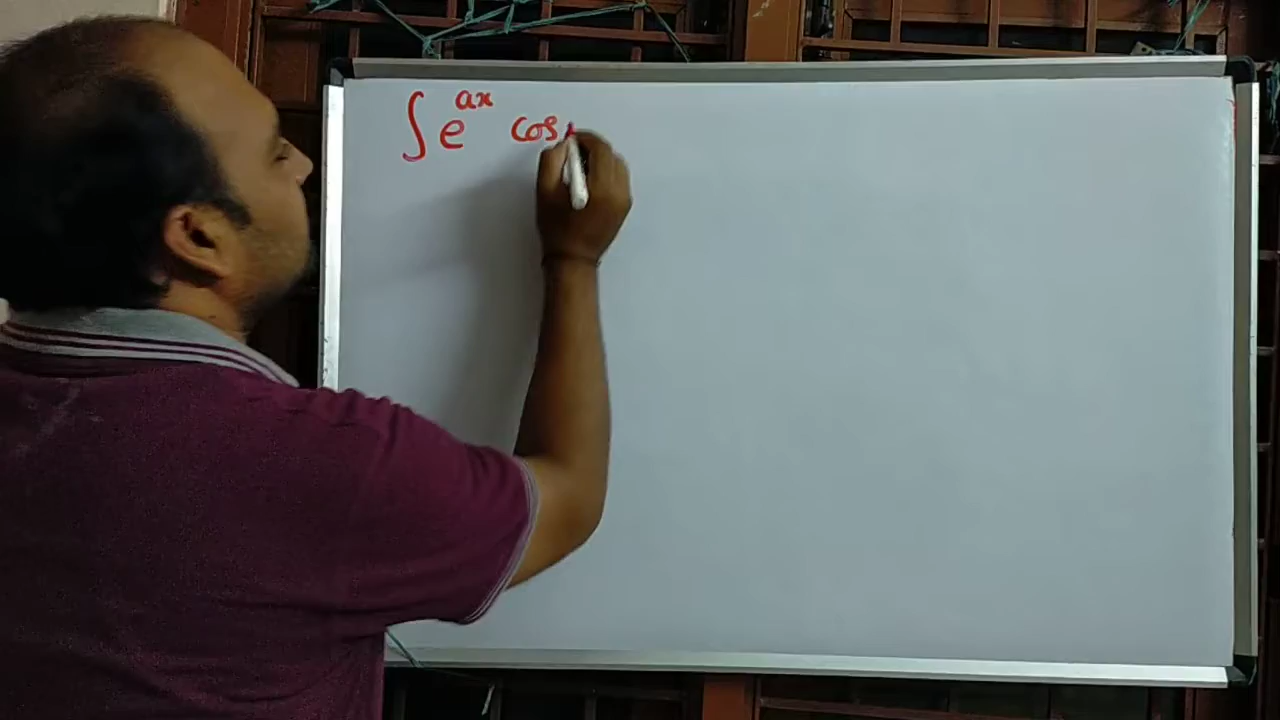 ∫ e^{ax} cos